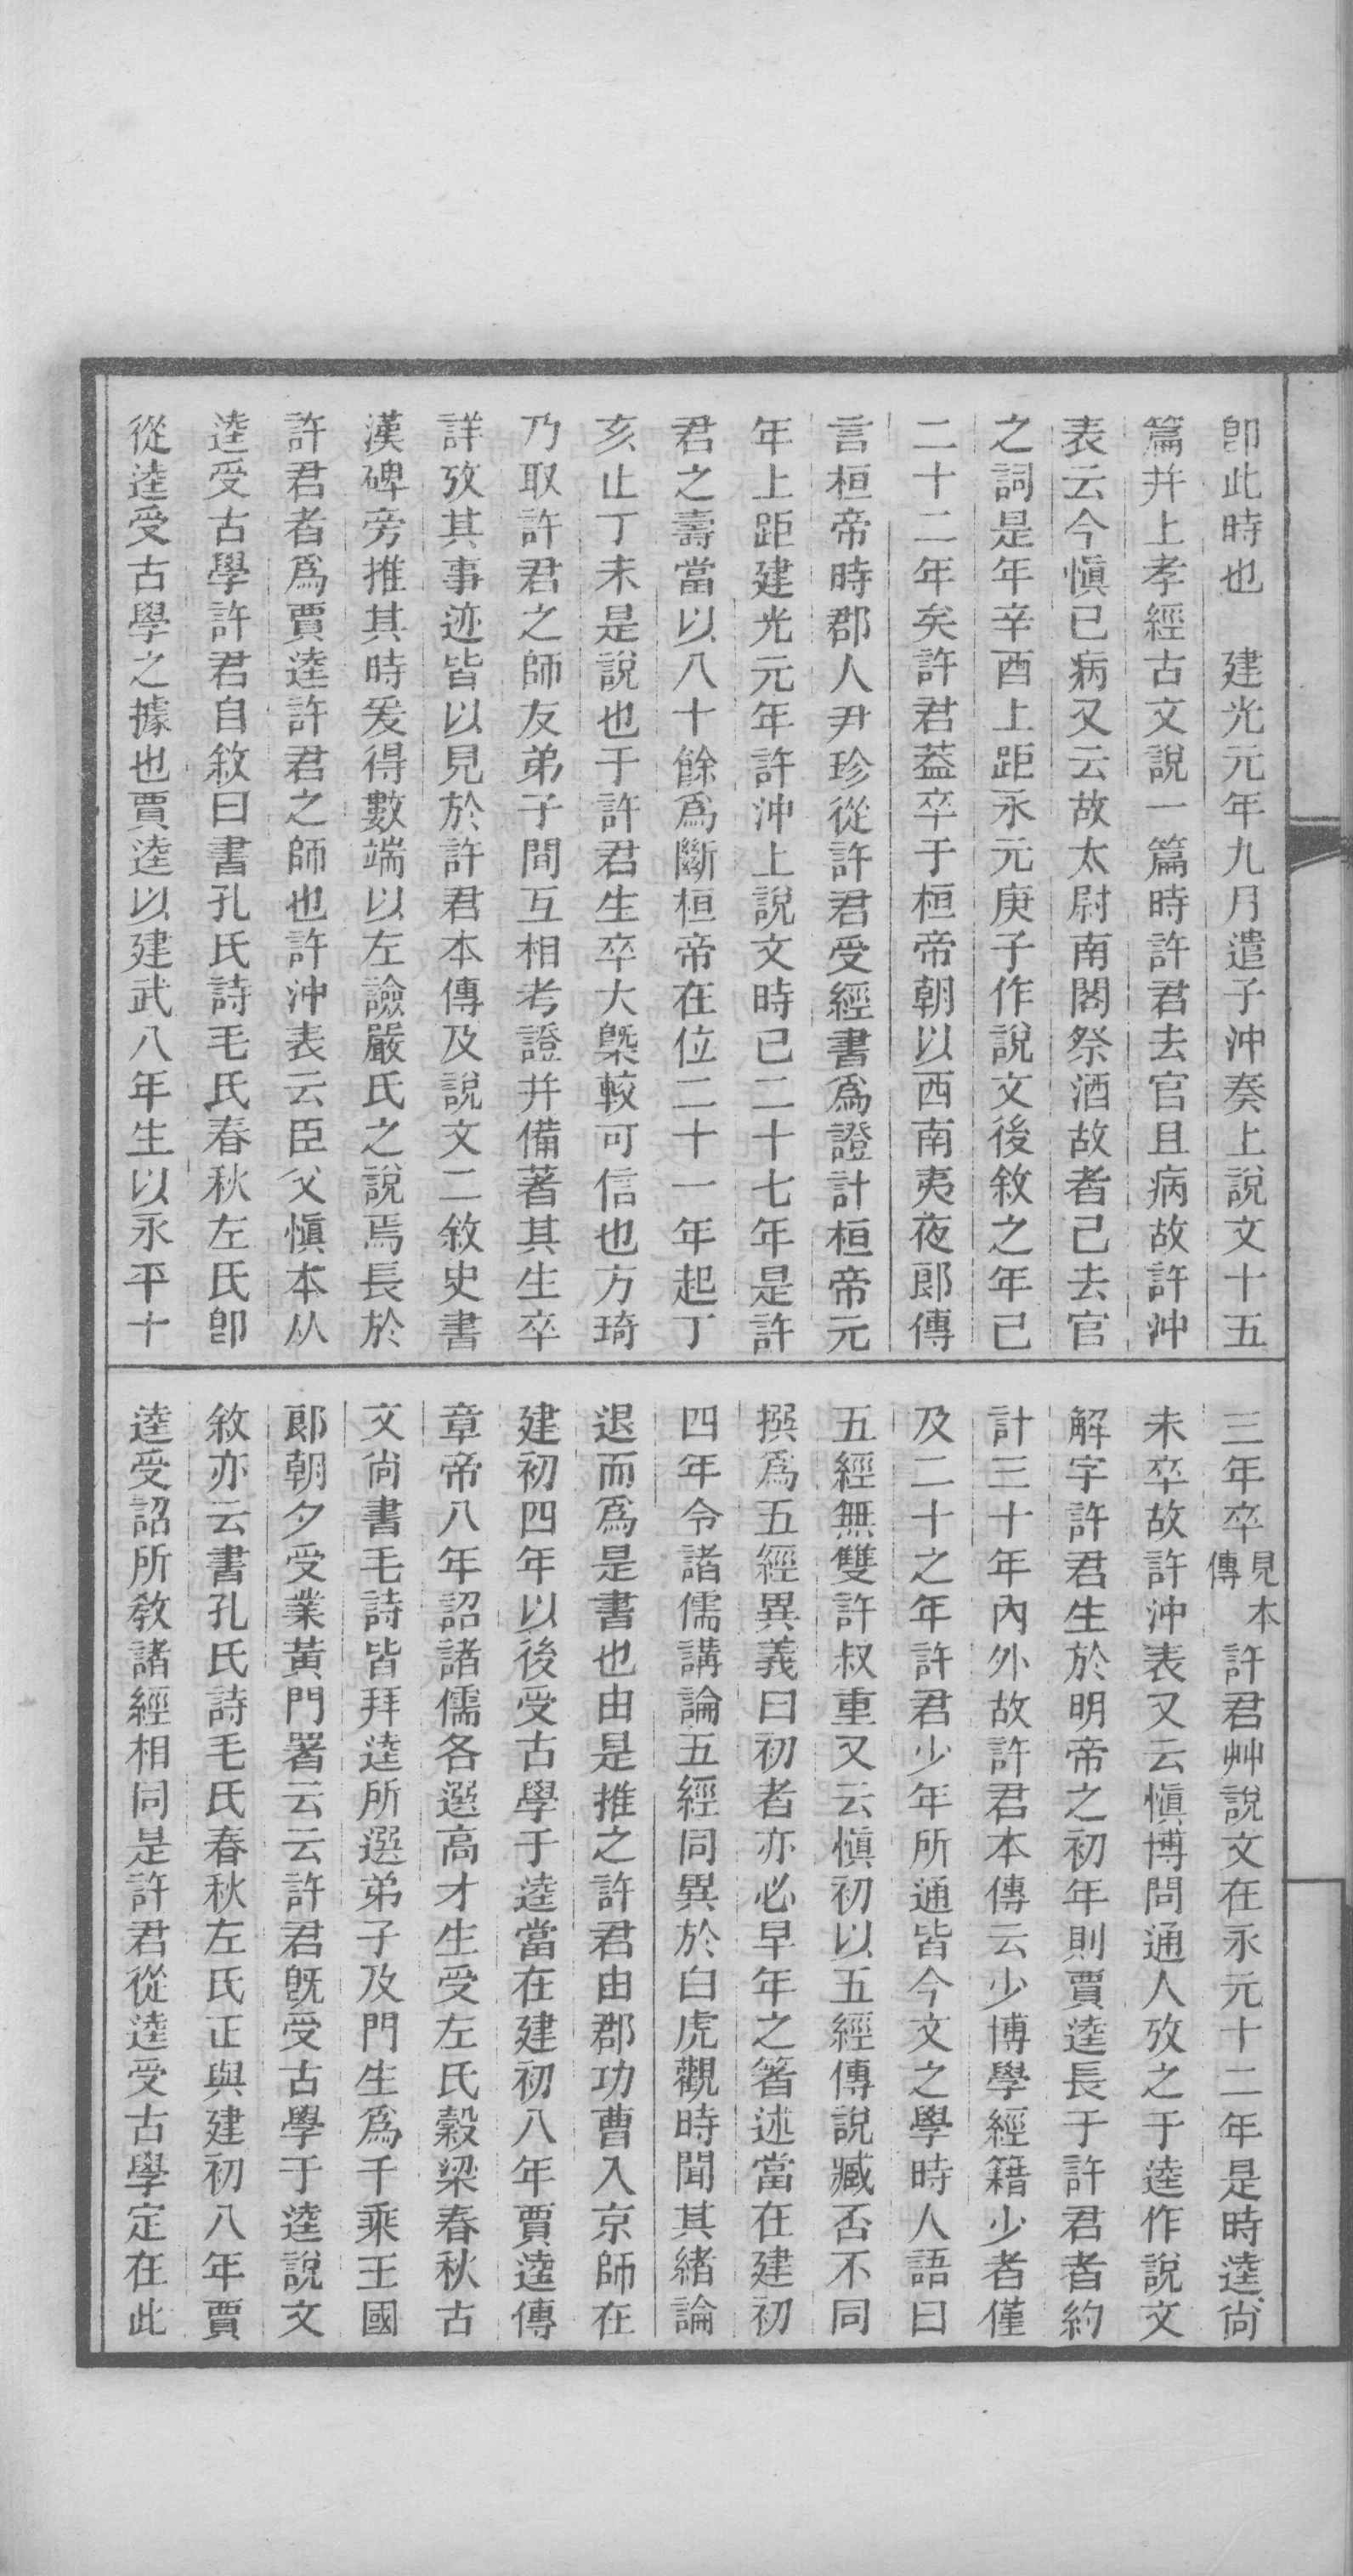 卽此時也　建光元年九月遣子沖奏上說文十五
篇并上孝經古文說一篇時許君去官且病故許沖
表云今愼已病又云故太尉南閣祭酒故者已去官
之詞是年辛酉上距永元庚子作說文後敘之年已
二十二年矣許君葢卒于桓帝朝以西南夷夜郎傳
言桓帝時郡人尹珍從許君受經書爲證計桓帝元
年上距建光元年許沖上說文時已二十七年是許
君之壽當以八十餘爲斷桓帝在位二十一年起丁
亥止丁未是說也于許君生卒大槩較可信也方琦
乃取許君之師友弟子間互相考證并備著其生卒
詳攷其事迹皆以見於許君本傳及說文二敘史書
漢碑旁推其時爰得數端以左諗嚴氏之說焉長於
許君者爲賈逵許君之師也許沖表云臣父愼本从
逵受古學許君自敘曰書孔氏詩毛氏春秋左氏卽
從逵受古學之據也賈逵以建武八年生以永平十
三年卒見本傳許君艸說文在永元十二年是時逵尙
未卒故許沖表又云愼博問通人攷之于逵作說文
解字許君生於明帝之初年則賈逵長于許君者約
計三十年內外故許君本傳云少博學經籍少者僅
及二十之年許君少年所通皆今文之學時人語曰
五經無雙許叔重又云愼初以五經傳說臧否不同
撰爲五經異義曰初者亦必早年之箸述當在建初
四年令諸儒講論五經同異於白虎觀時聞其緖論
退而爲是書也由是推之許君由郡功曹入京師在
建初四年以後受古學于逵當在建初八年賈逵傳
章帝八年詔諸儒各選高才生受左氏穀梁春秋古
文尙書毛詩皆拜逵所選弟子及門生爲千乘王國
郎朝夕受業黃門署云云許君旣受古學于逵說文
敘亦云書孔氏詩毛氏春秋左氏正與建初八年賈
逵受詔所敎諸經相同是許君從逵受古學定在此